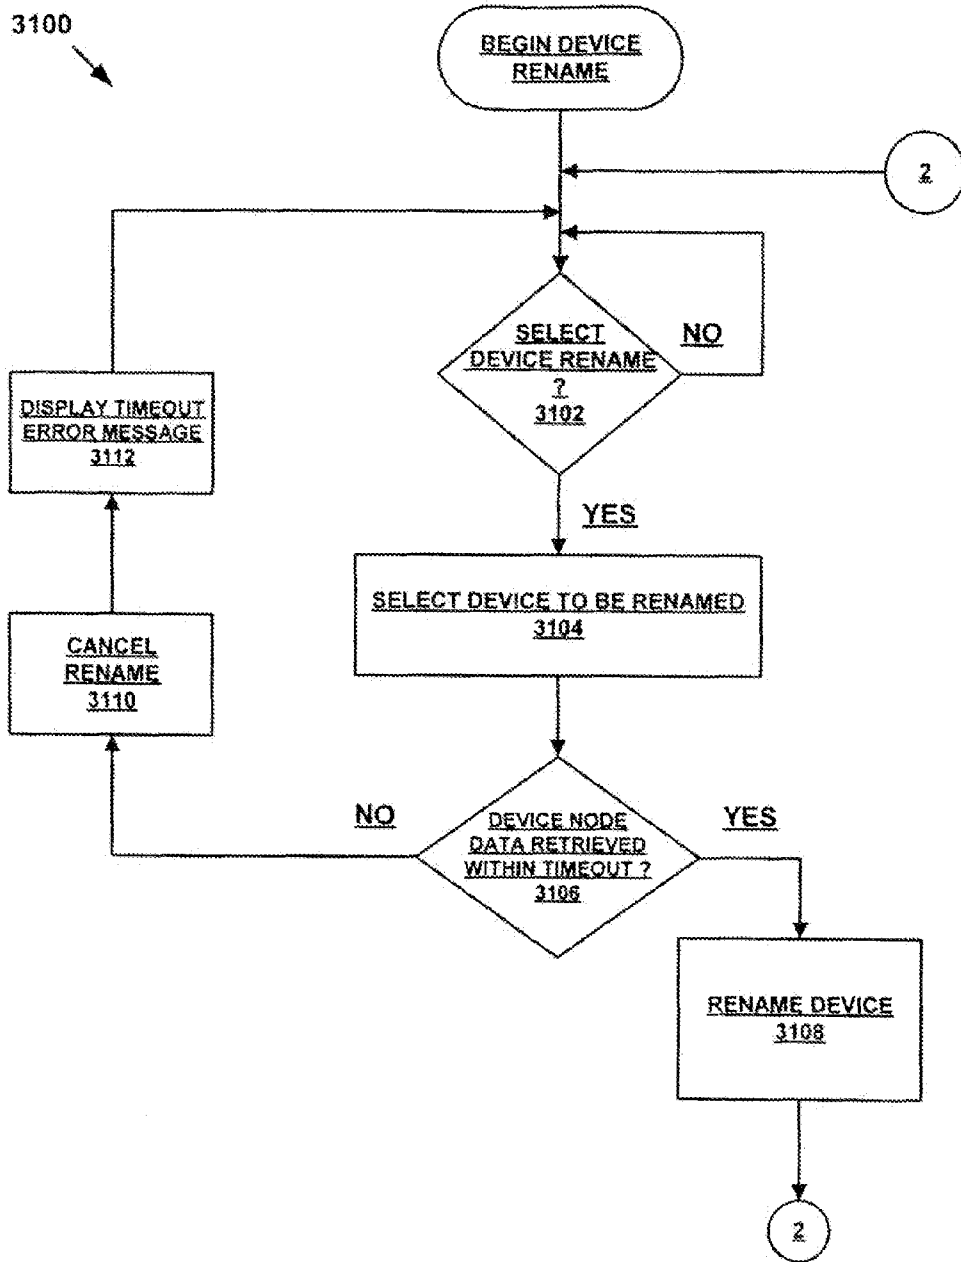 3100
BEGIN DEVICE
RENAME
2
SELECT
DEVICE RENAME
?
3102
NO
YES
DISPLAY TIMEOUT
ERROR MESSAGE
3112
SELECT DEVICE TO BE RENAMED
3104
CANCEL
RENAME
3110
NO
DEVICE NODE
DATA RETRIEVED
WITHIN TIMEOUT ?
3106
YES
RENAME DEVICE
3108
2